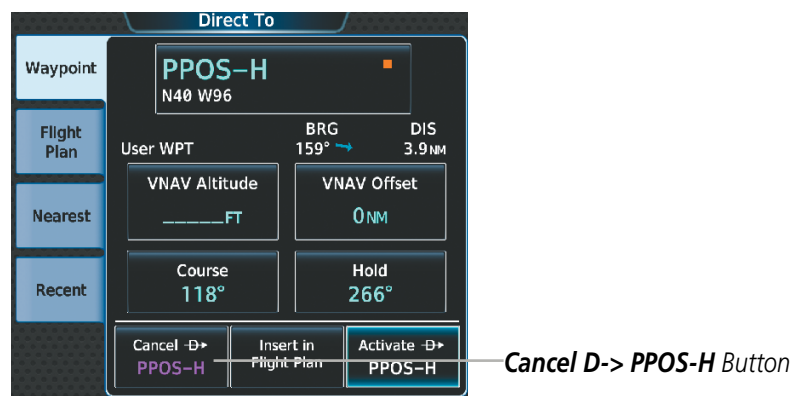 Direct To
Waypoint
PPOS-H
N40 W96
Flight
Plan
User WPT
BRG
159°
DIS
3.9NM
VNAV Altitude
_____FT
VNAV Offset
0NM
Nearest
Course
118°
Hold
266°
Recent
Cancel D→
PPOS-H
Insert in
Flight Plan
Activate D→
PPOS-H
Cancel D-> PPOS-H Button